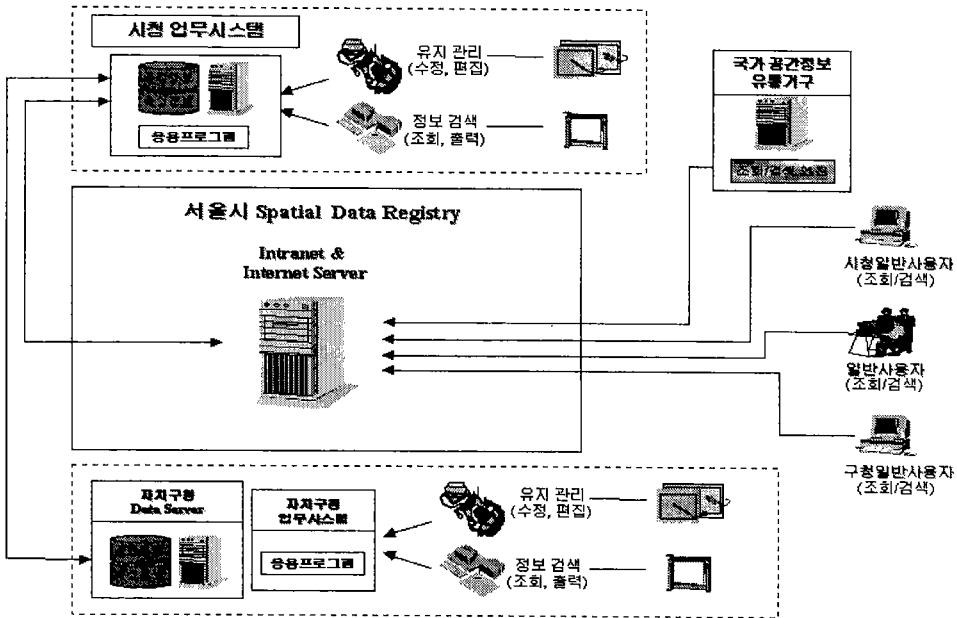 시청 업무시스템
응용프로그램
유지 관리
(수정, 편집)
정보 검색
(조회, 출력)
국가 공간정보
유통기구
서울시 Spatial Data Registry
Intranet &
Internet Server
시청일반사용자
(조회/검색)
일반사용자
(조회/검색)
구청일반사용자
(조회/검색)
자치구용
Data Server
자치구용
업무시스템
응용프로그램
유지 관리
(수정, 편집)
정보 검색
(조회, 출력)